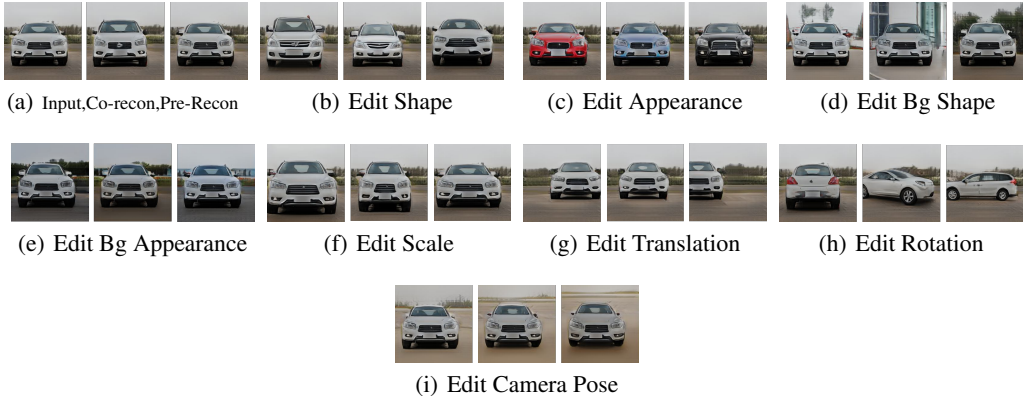 (a) Input,Co-recon,Pre-Recon
(b) Edit Shape
(c) Edit Appearance
(d) Edit Bg Shape
(e) Edit Bg Appearance
(f) Edit Scale
(g) Edit Translation
(h) Edit Rotation
(i) Edit Camera Pose